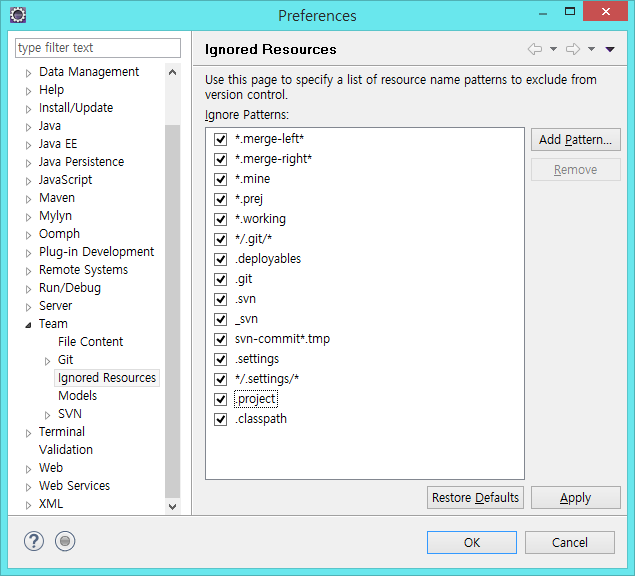 Preferences
type filter text
Data Management
Help
Install/Update
Java
Java EE
Java Persistence
JavaScript
Maven
Mylyn
Oomph
Plug-in Development
Remote Systems
Run/Debug
Server
Team
File Content
Git
Ignored Resources
Models
SVN
Terminal
Validation
Web
Web Services
XML
Ignored Resources
Use this page to specify a list of resource name patterns to exclude from
version control.
Ignore Patterns:
*.merge-left*
*.merge-right*
*.mine
*.prej
*.working
*/.git/*
.deployables
.git
.svn
_svn
svn-commit*.tmp
.settings
*/.settings/*
.project
.classpath
Add Pattern...
Remove
Restore Defaults
Apply
OK
Cancel